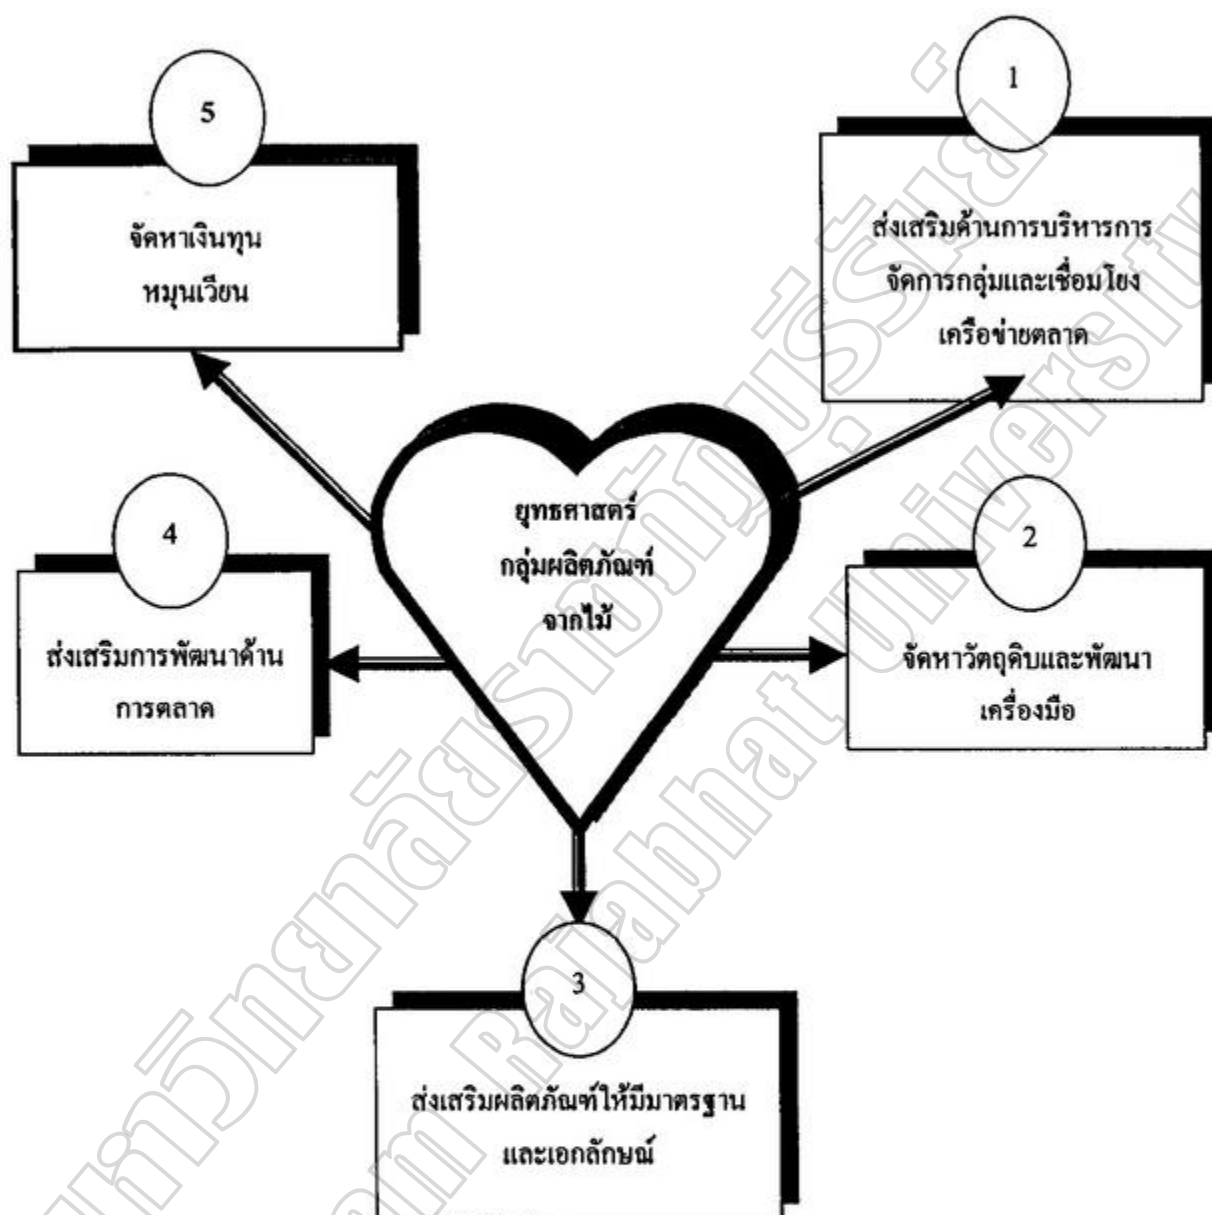 5
จัดหาเงินทุน
หมุนเวียน
1
ส่งเสริมด้านการบริหารการ
จัดการกลุ่มและเชื่อมโยง
เครือข่ายตลาด
ยุทธศาสตร์
กลุ่มผลิตภัณฑ์
จากไม้
4
ส่งเสริมการพัฒนาด้าน
การตลาด
2
จัดหาวัตถุดิบและพัฒนา
เครื่องมือ
3
ส่งเสริมผลิตภัณฑ์ให้มีมาตรฐาน
และเอกลักษณ์
Rajabhat University